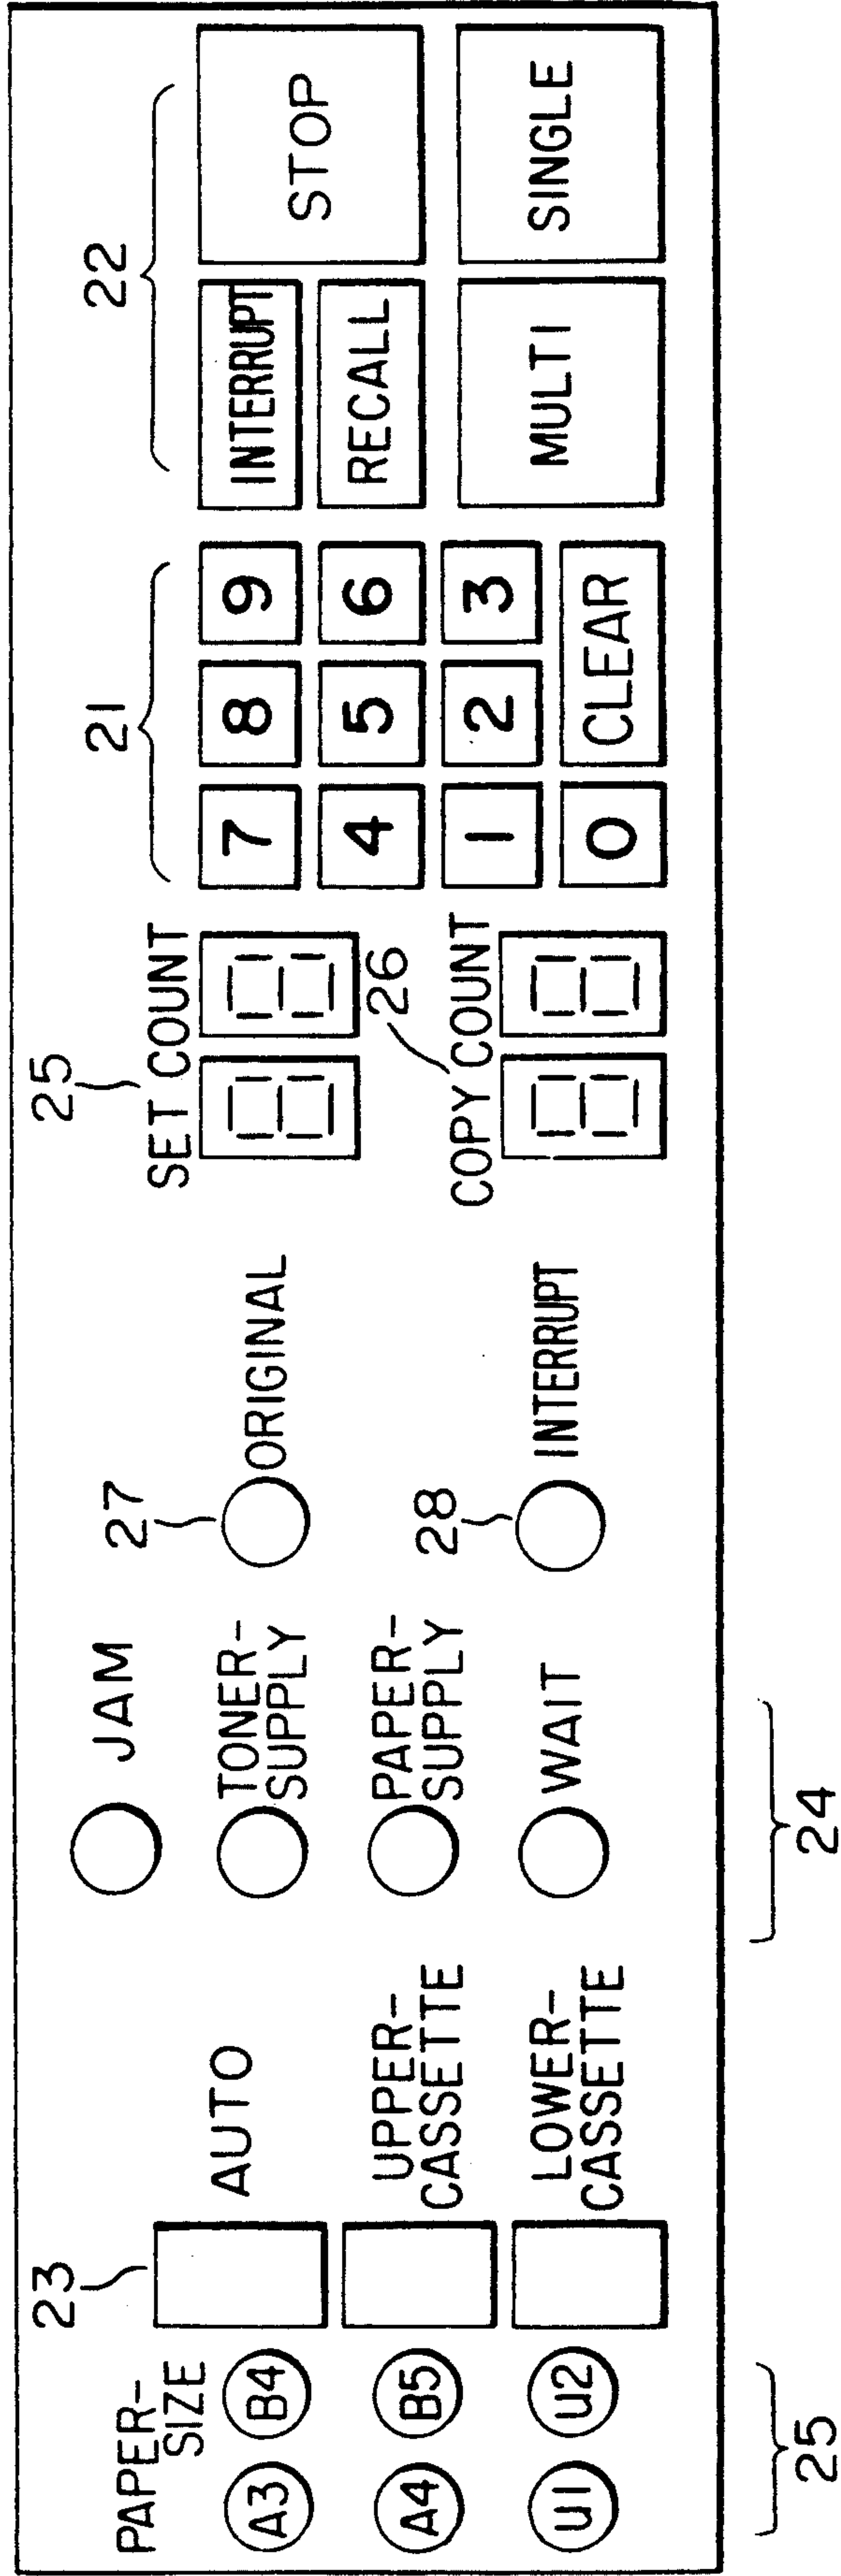 PAPER-
SIZE
A3
B4
A4
B5
u1
u2
25
23
AUTO
UPPER-
CASSETTE
LOWER-
CASSETTE
JAM
TONER-
SUPPLY
PAPER-
SUPPLY
WAIT
24
27
ORIGINAL
28
INTERRUPT
25
SET COUNT
26
COPY COUNT
21
7 8 9
4 5 6
1 2 3
0 CLEAR
22
INTERRUPT
RECALL
STOP
MULTI
SINGLE